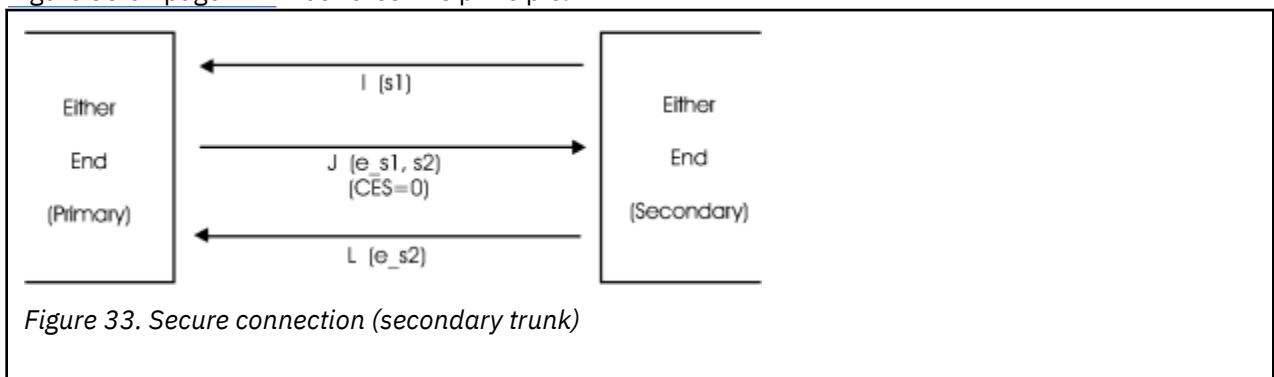 I (s1)
Either
End
(Primary)
J (e_s1, s2)
(CES=0)
L (e_s2)
Either
End
(Secondary)
Figure 33. Secure connection (secondary trunk)